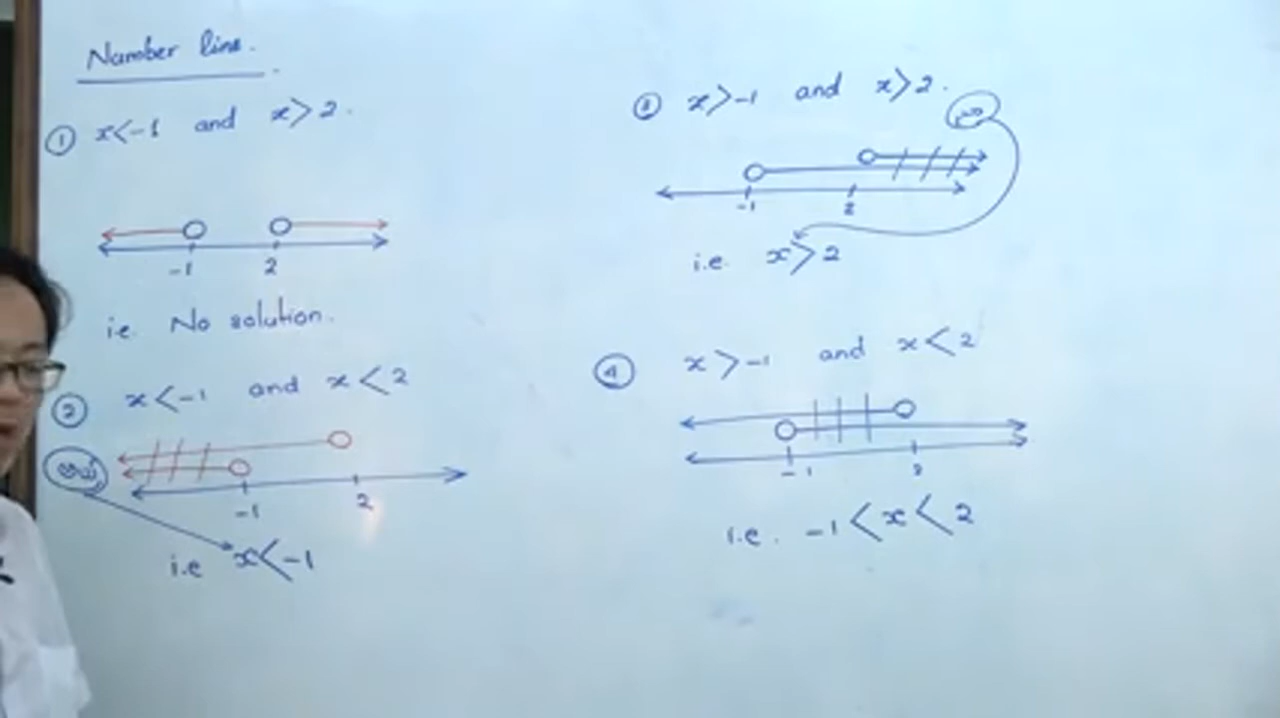 Number line.
① x<-1 and x>2.
-1 2
i.e. No solution.
② x<-1 and x<2
-1 2
i.e x<-1
③ x>-1 and x>2.
-1 2
i.e. x>2
④ x>-1 and x<2
-1 2
i.e. -1<x<2